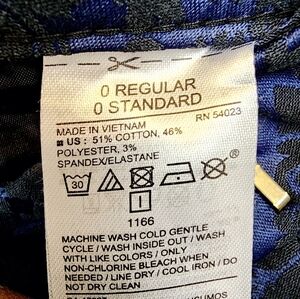 0 REGULAR
0 STANDARD
RN 54023
MADE IN VIETNAM
US : 51% COTTON, 46%
POLYESTER, 3%
SPANDEX/ELASTANE
30
I
1166
MACHINE WASH COLD GENTLE
CYCLE / WASH INSIDE OUT / WASH
WITH LIKE COLORS / ONLY
NON-CHLORINE BLEACH WHEN
NEEDED / LINE DRY / COOL IRON / DO
NOT DRY CLEAN